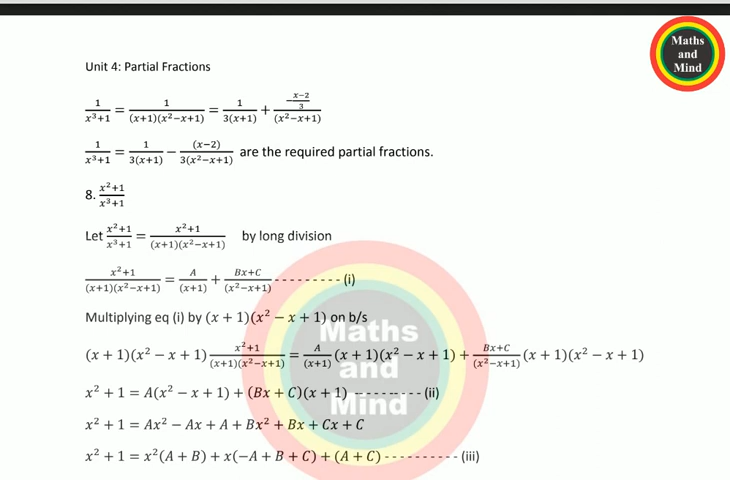 Maths
and
Mind
Unit 4: Partial Fractions
1/(x³+1) = 1/((x+1)(x²−x+1)) = 1/(3(x+1)) + (−(x−2)/3)/(x²−x+1)
1/(x³+1) = 1/(3(x+1)) − (x−2)/(3(x²−x+1)) are the required partial fractions.
8. (x²+1)/(x³+1)
Let (x²+1)/(x³+1) = (x²+1)/((x+1)(x²−x+1)) by long division
(x²+1)/((x+1)(x²−x+1)) = A/(x+1) + (Bx+C)/(x²−x+1) - - - - - - - - - - (i)
Multiplying eq (i) by (x + 1)(x² − x + 1) on b/s
(x + 1)(x² − x + 1) (x²+1)/((x+1)(x²−x+1)) = A/(x+1) (x + 1)(x² − x + 1) + (Bx+C)/(x²−x+1) (x + 1)(x² − x + 1)
x² + 1 = A(x² − x + 1) + (Bx + C)(x + 1) - - - - - - - - - - (ii)
x² + 1 = Ax² − Ax + A + Bx² + Bx + Cx + C
x² + 1 = x²(A + B) + x(−A + B + C) + (A + C) - - - - - - - - - - (iii)
Maths
and
Mind